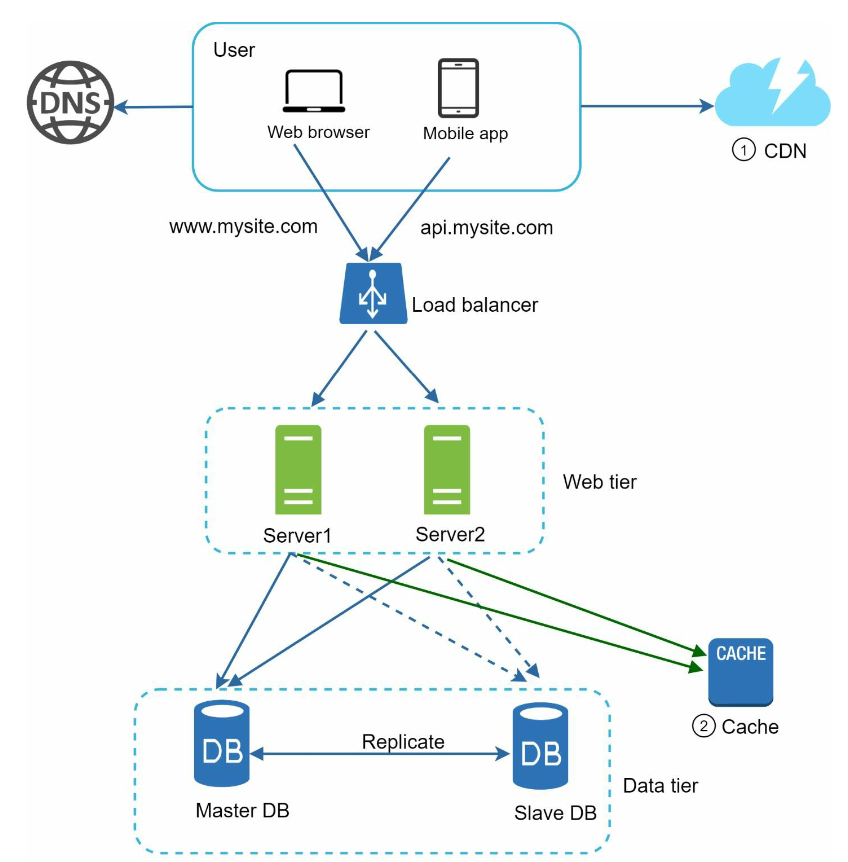 User
DNS
Web browser
Mobile app
1 CDN
www.mysite.com
api.mysite.com
Load balancer
Web tier
Server1
Server2
CACHE
2 Cache
DB
Replicate
DB
Master DB
Slave DB
Data tier